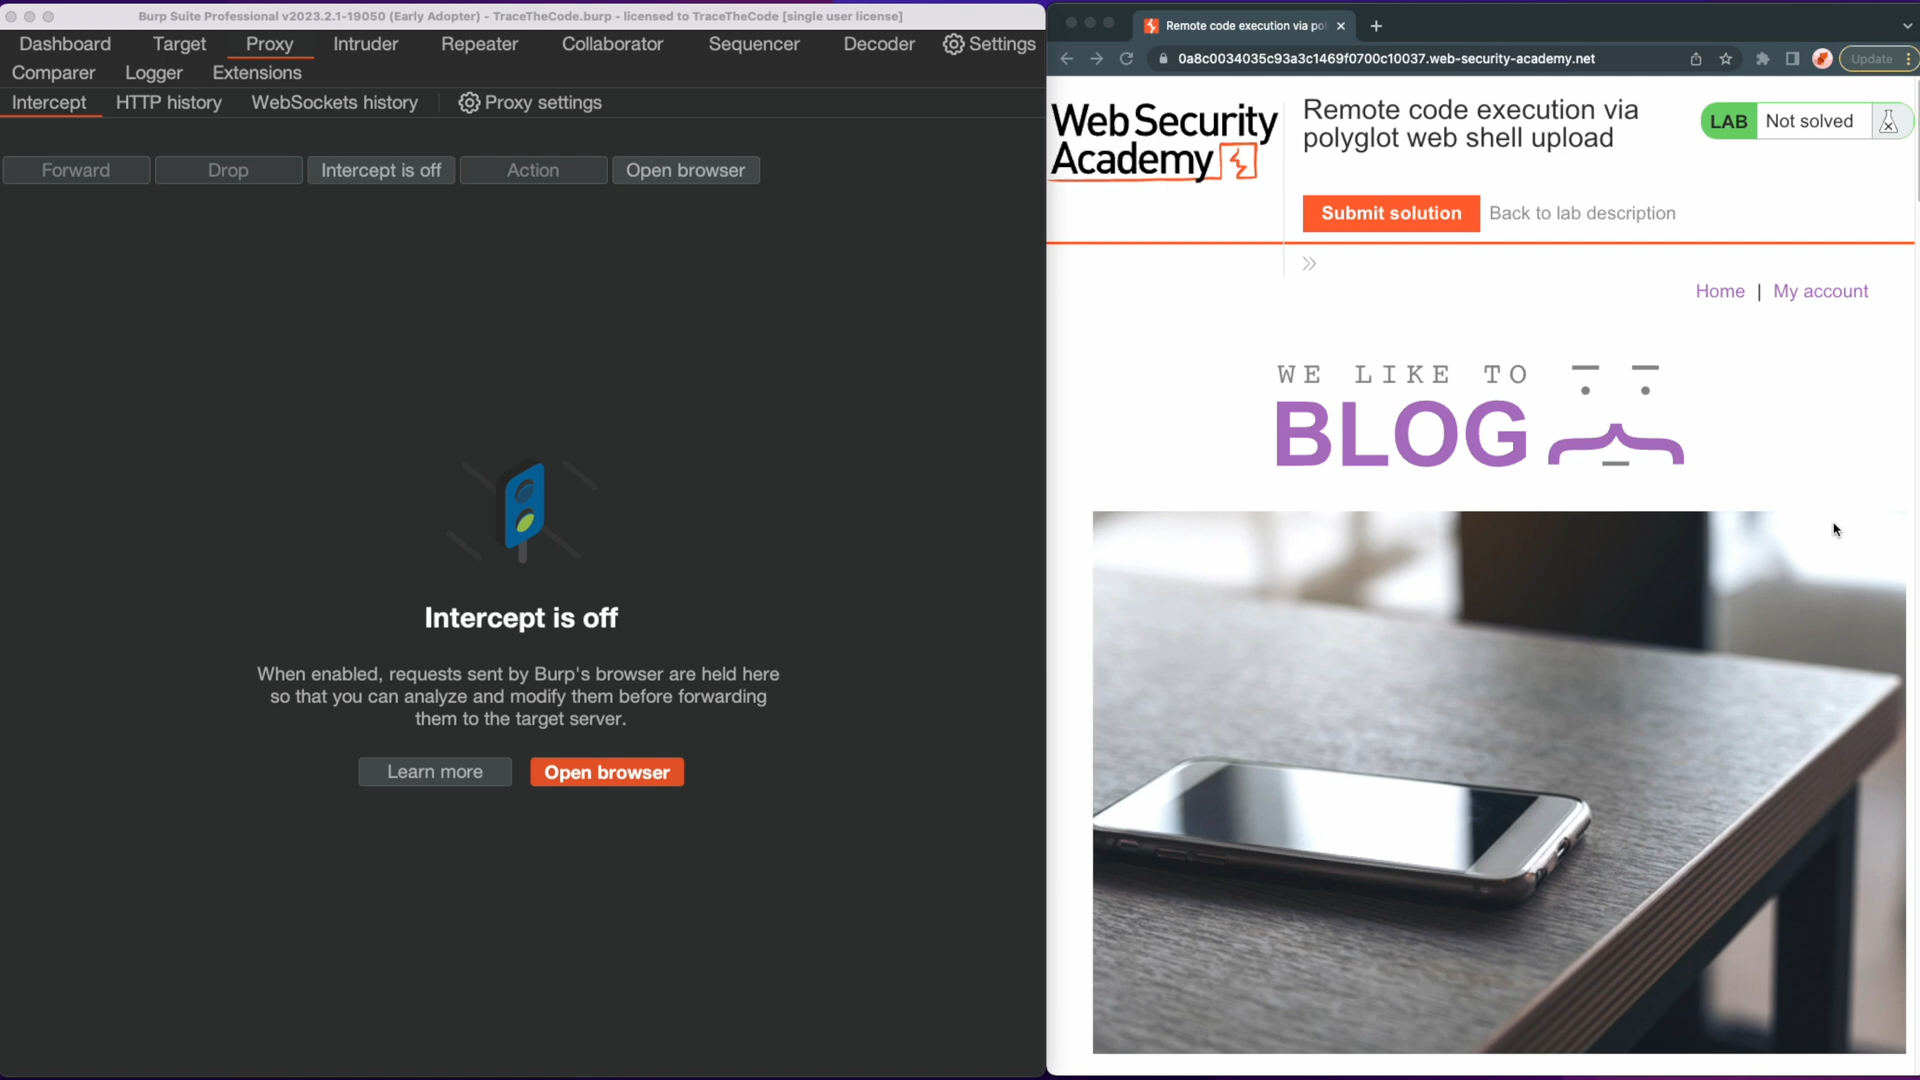 Burp Suite Professional v2023.2.1-19050 (Early Adopter) - TraceTheCode.burp - licensed to TraceTheCode [single user license]
Dashboard Target Proxy Intruder Repeater Collaborator Sequencer Decoder Settings
Comparer Logger Extensions
Intercept HTTP history WebSockets history Proxy settings
Forward Drop Intercept is off Action Open browser
Intercept is off
When enabled, requests sent by Burp's browser are held here
so that you can analyze and modify them before forwarding
them to the target server.
Learn more Open browser
Remote code execution via po
0a8c0034035c93a3c1469f0700c10037.web-security-academy.net
Update
Web Security
Academy
Remote code execution via
polyglot web shell upload
LAB Not solved
Submit solution Back to lab description
Home | My account
WE LIKE TO
BLOG